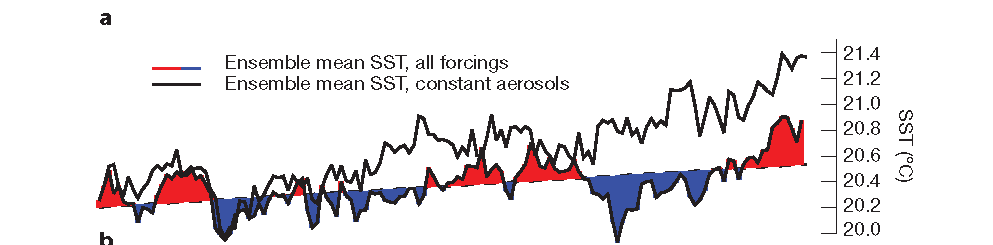 a
Ensemble mean SST, all forcings
Ensemble mean SST, constant aerosols
21.4
21.2
21.0
20.8
20.6
20.4
20.2
20.0
SST (°C)
b